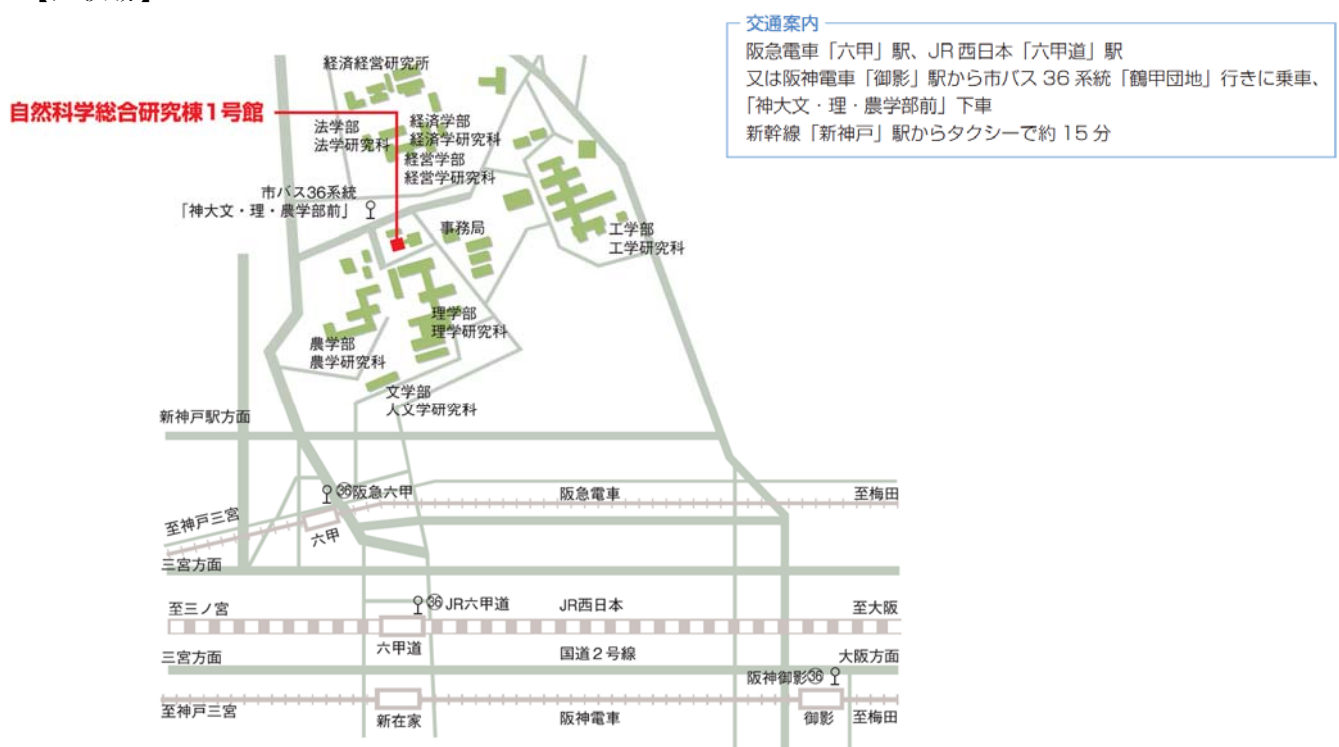 交通案内
阪急電車「六甲」駅、JR西日本「六甲道」駅
又は阪神電車「御影」駅から市バス36系統「鶴甲団地」行きに乗車、
「神大文・理・農学部前」下車
新幹線「新神戸」駅からタクシーで約15分
経済経営研究所
自然科学総合研究棟1号館
法学部
法学研究科
経済学部
経済学研究科
経営学部
経営学研究科
市バス36系統
「神大文・理・農学部前」
事務局
工学部
工学研究科
理学部
理学研究科
農学部
農学研究科
文学部
人文学研究科
新神戸駅方面
㊱阪急六甲
阪急電車
至梅田
至神戸三宮
六甲
三宮方面
㊱JR六甲道
JR西日本
至三ノ宮
至大阪
六甲道
三宮方面
国道2号線
大阪方面
阪神御影㊱
至神戸三宮
新在家
阪神電車
御影
至梅田